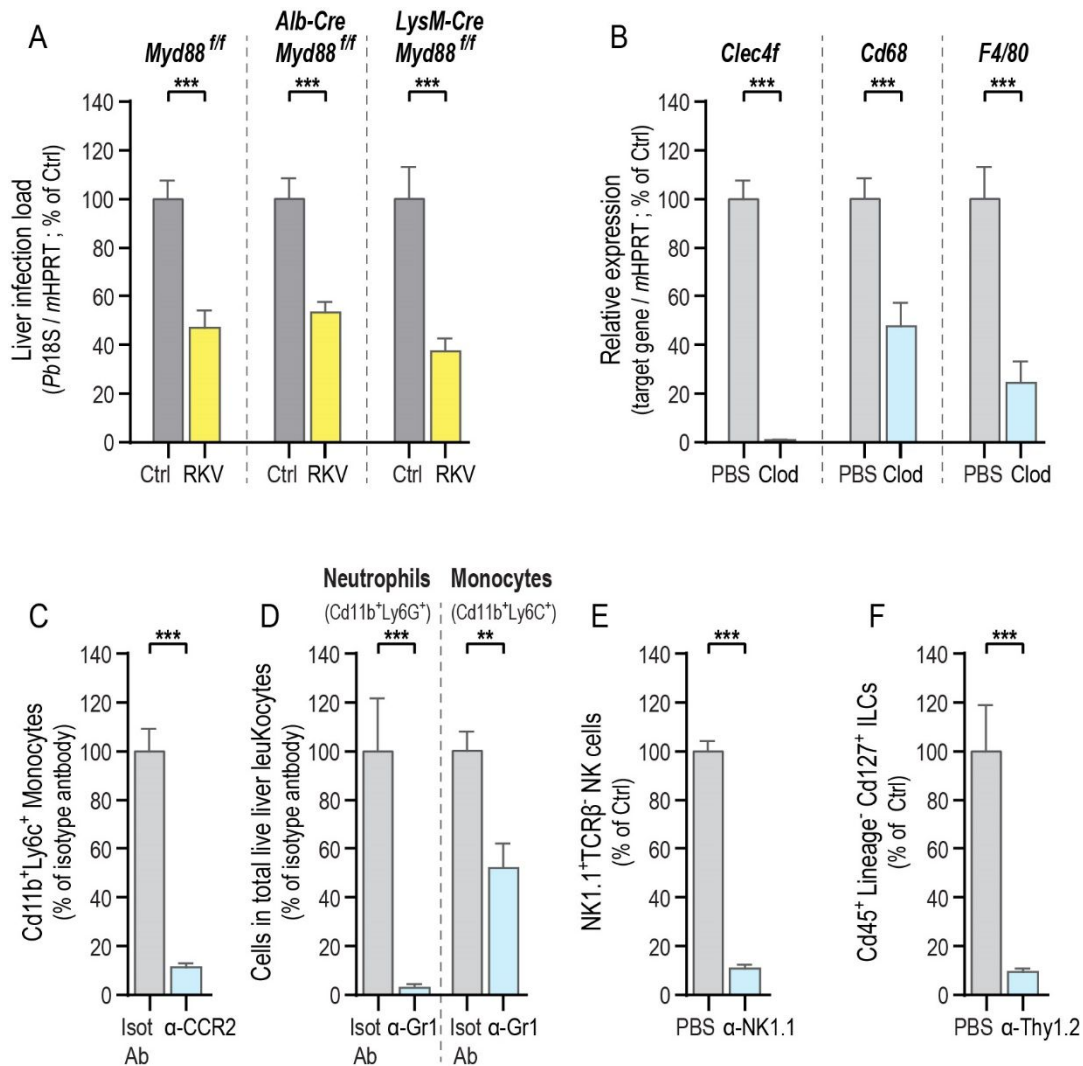 A
Myd88 f/f
Alb-Cre
Myd88 f/f
LysM-Cre
Myd88 f/f
***
***
***
Liver infection load
(Pb18S / mHPRT ; % of Ctrl)
140
120
100
80
60
40
20
0
Ctrl RKV
Ctrl RKV
Ctrl RKV
B
Clec4f
Cd68
F4/80
***
***
***
Relative expression
(target gene / mHPRT ; % of Ctrl)
140
120
100
80
60
40
20
0
PBS Clod
PBS Clod
PBS Clod
C
***
Cd11b+Ly6c+ Monocytes
(% of isotype antbody)
140
120
100
80
60
40
20
0
Isot α-CCR2
Ab
D
Neutrophils
(Cd11b+Ly6G+)
Monocytes
(Cd11b+Ly6C+)
***
**
Cells in total live liver leuKocytes
(% of isotype antibody)
140
120
100
80
60
40
20
0
Isot α-Gr1
Ab
Isot α-Gr1
Ab
E
***
NK1.1+TCRβ- NK cells
(% of Ctrl)
140
120
100
80
60
40
20
0
PBS α-NK1.1
F
***
Cd45+ Lineage- Cd127+ ILCs
(% of Ctrl)
140
120
100
80
60
40
20
0
PBS α-Thy1.2